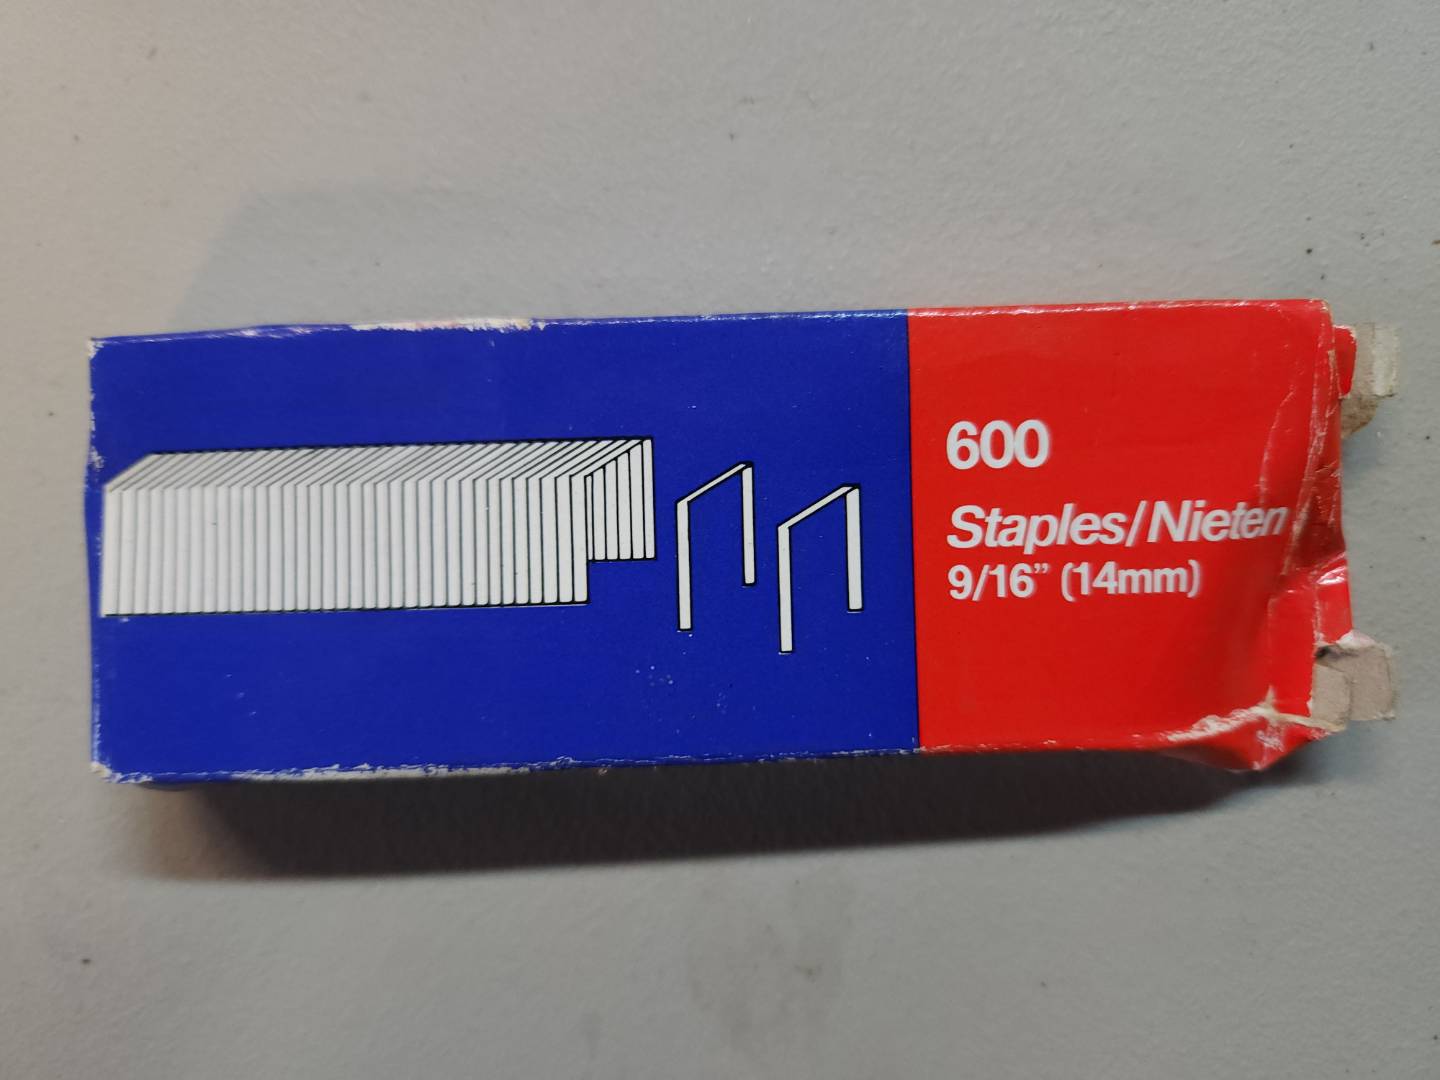 600
Staples/Nieten
9/16” (14mm)